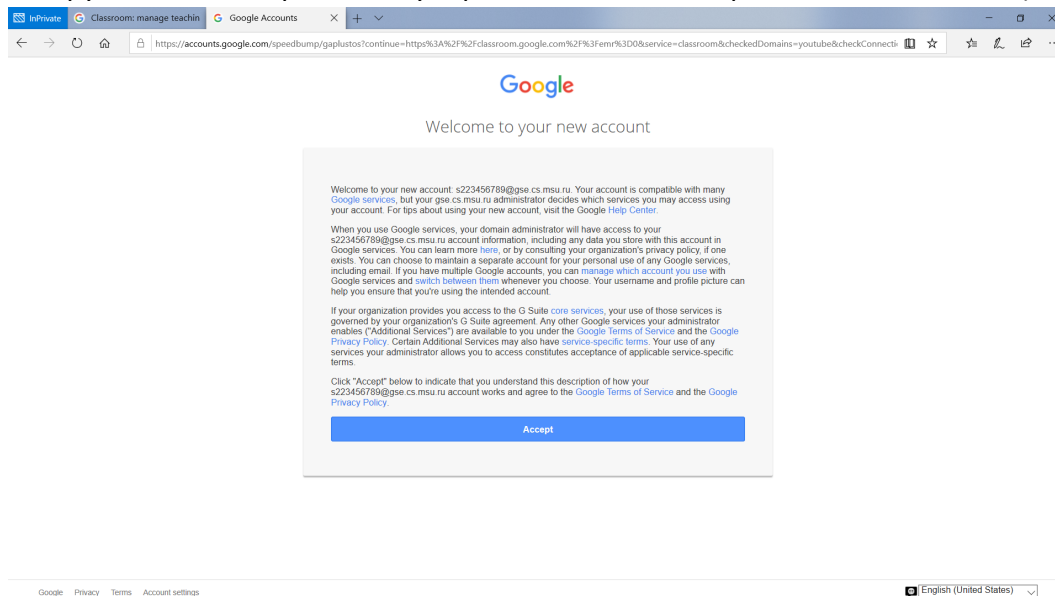 InPrivate
Classroom: manage teachin
Google Accounts
https://accounts.google.com/speedbump/gaplustos?continue=https%3A%2F%2Fclassroom.google.com%2F%3Femr%3D0&service=classroom&checkedDomains=youtube&checkConnecti
Google
Welcome to your new account
Welcome to your new account: s223456789@gse.cs.msu.ru. Your account is compatible with many
Google services, but your gse.cs.msu.ru administrator decides which services you may access using
your account. For tips about using your new account, visit the Google Help Center.
When you use Google services, your domain administrator will have access to your
s223456789@gse.cs.msu.ru account information, including any data you store with this account in
Google services. You can learn more here, or by consulting your organization's privacy policy, if one
exists. You can choose to maintain a separate account for your personal use of any Google services,
including email. If you have multiple Google accounts, you can manage which account you use with
Google services and switch between them whenever you choose. Your username and profile picture can
help you ensure that you're using the intended account.
If your organization provides you access to the G Suite core services, your use of those services is
governed by your organization's G Suite agreement. Any other Google services your administrator
enables ("Additional Services") are available to you under the Google Terms of Service and the Google
Privacy Policy. Certain Additional Services may also have service-specific terms. Your use of any
services your administrator allows you to access constitutes acceptance of applicable service-specific
terms.
Click "Accept" below to indicate that you understand this description of how your
s223456789@gse.cs.msu.ru account works and agree to the Google Terms of Service and the Google
Privacy Policy.
Accept
Google Privacy Terms Account settings
English (United States)